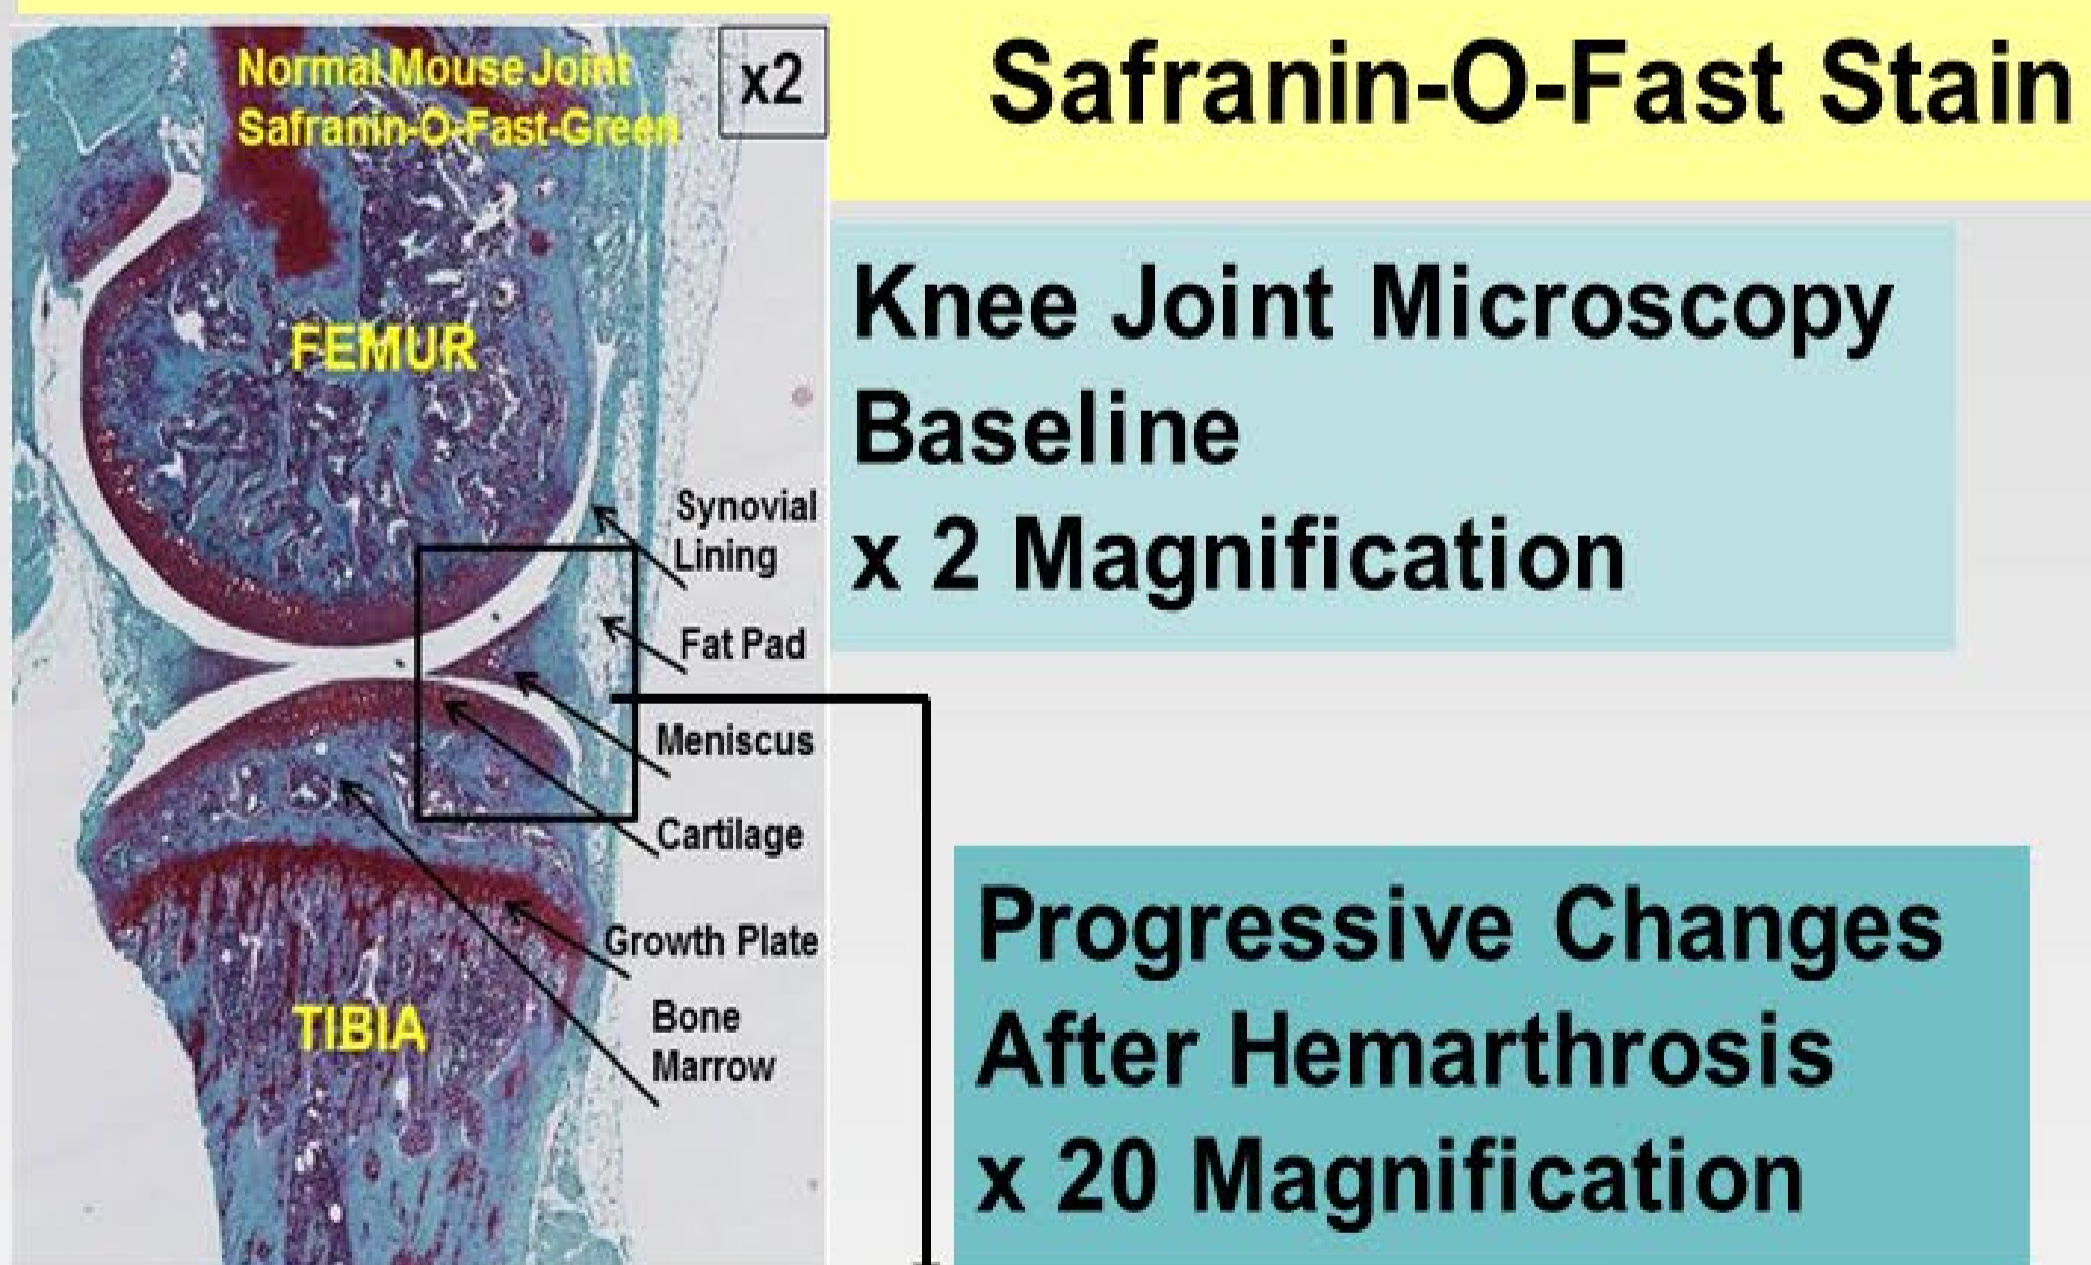 Normal Mouse Joint
Safranin-O-Fast-Green
x2
Safranin-O-Fast Stain
FEMUR
Knee Joint Microscopy
Baseline
x 2 Magnification
Synovial
Lining
Fat Pad
Meniscus
Cartilage
Growth Plate
Bone
Marrow
TIBIA
Progressive Changes
After Hemarthrosis
x 20 Magnification